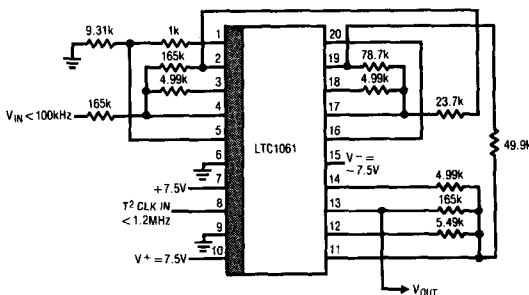 9.31k
1k
1
20
165k
2
19
78.7k
4.99k
3
18
4.99k
V_IN < 100kHz
165k
4
17
23.7k
5
16
49.9k
LTC1061
6
15
V⁻ = −7.5V
+7.5V
7
14
4.99k
T² CLK IN < 1.2MHz
8
13
165k
9
12
5.49k
V⁺ = 7.5V
10
11
V_OUT